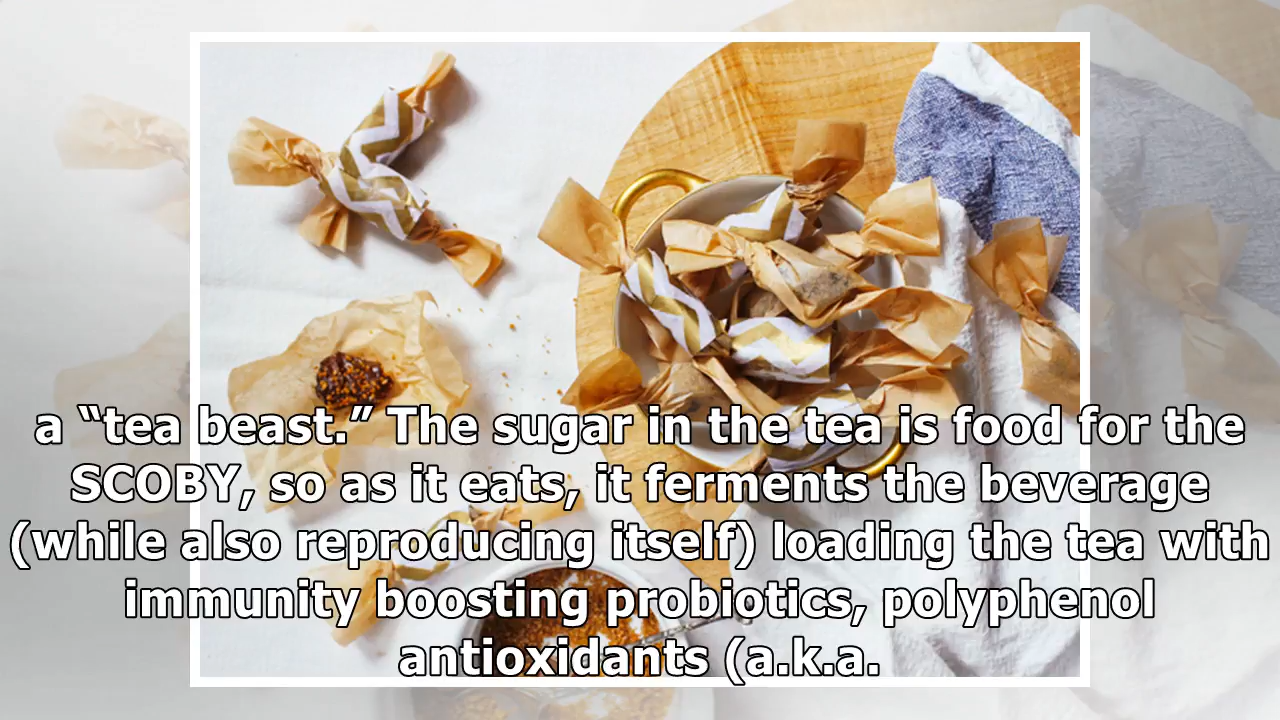 a “tea beast.” The sugar in the tea is food for the
SCOBY, so as it eats, it ferments the beverage
(while also reproducing itself) loading the tea with
immunity boosting probiotics, polyphenol
antioxidants (a.k.a.